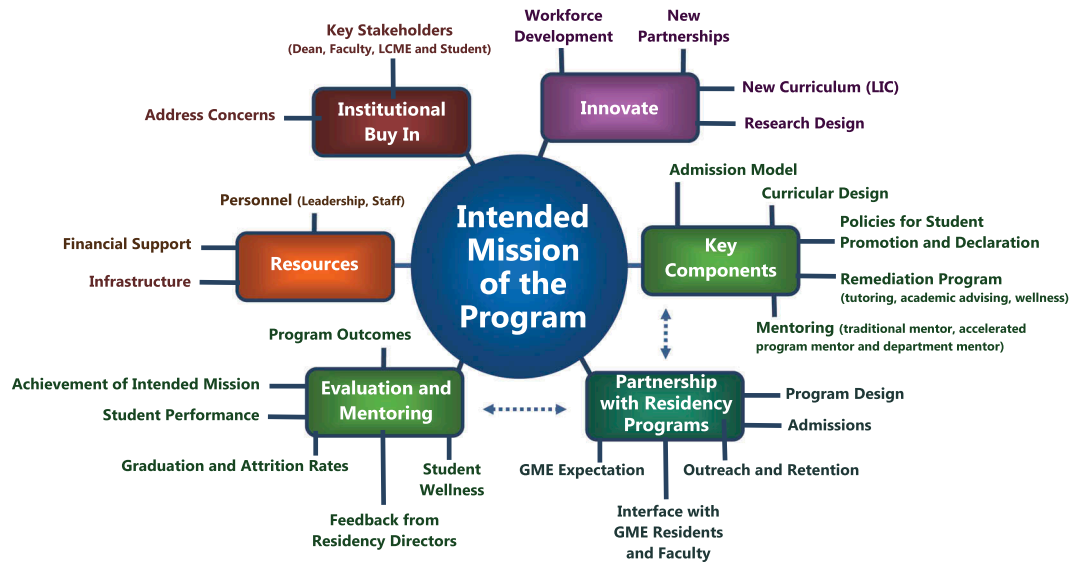 Key Stakeholders
(Dean, Faculty, LCME and Student)
Address Concerns
Institutional
Buy In
Workforce
Development
New
Partnerships
Innovate
New Curriculum (LIC)
Research Design
Personnel (Leadership, Staff)
Financial Support
Infrastructure
Resources
Intended
Mission
of the
Program
Admission Model
Curricular Design
Key
Components
Policies for Student
Promotion and Declaration
Remediation Program
(tutoring, academic advising, wellness)
Mentoring (traditional mentor, accelerated
program mentor and department mentor)
Program Outcomes
Achievement of Intended Mission
Student Performance
Evaluation and
Mentoring
Graduation and Attrition Rates
Student
Wellness
Feedback from
Residency Directors
Partnership
with Residency
Programs
Program Design
Admissions
GME Expectation
Outreach and Retention
Interface with
GME Residents
and Faculty